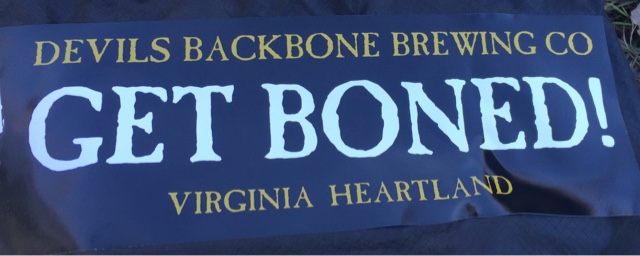 DEVILS BACKBONE BREWING CO
GET BONED!
VIRGINIA HEARTLAND